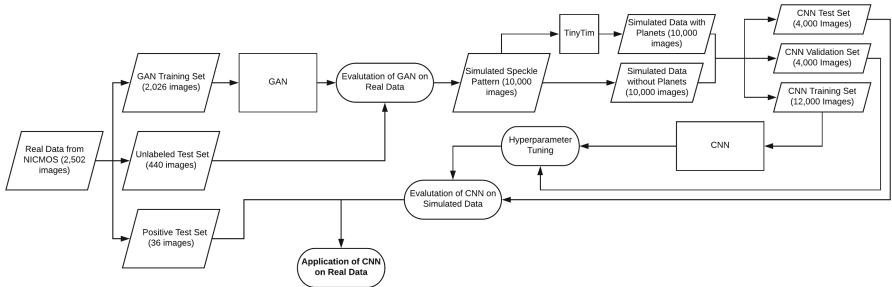 Real Data from
NICMOS (2,502
images)
GAN Training Set
(2,026 images)
Unlabeled Test Set
(440 images)
Positive Test Set
(36 images)
GAN
Evalutation of GAN on
Real Data
Simulated Speckle
Pattern (10,000
images)
TinyTim
Simulated Data with
Planets (10,000
images)
Simulated Data
without Planets
(10,000 images)
CNN Test Set
(4,000 Images)
CNN Validation Set
(4,000 Images)
CNN Training Set
(12,000 Images)
CNN
Hyperparameter
Tuning
Evalutation of CNN on
Simulated Data
Application of CNN
on Real Data